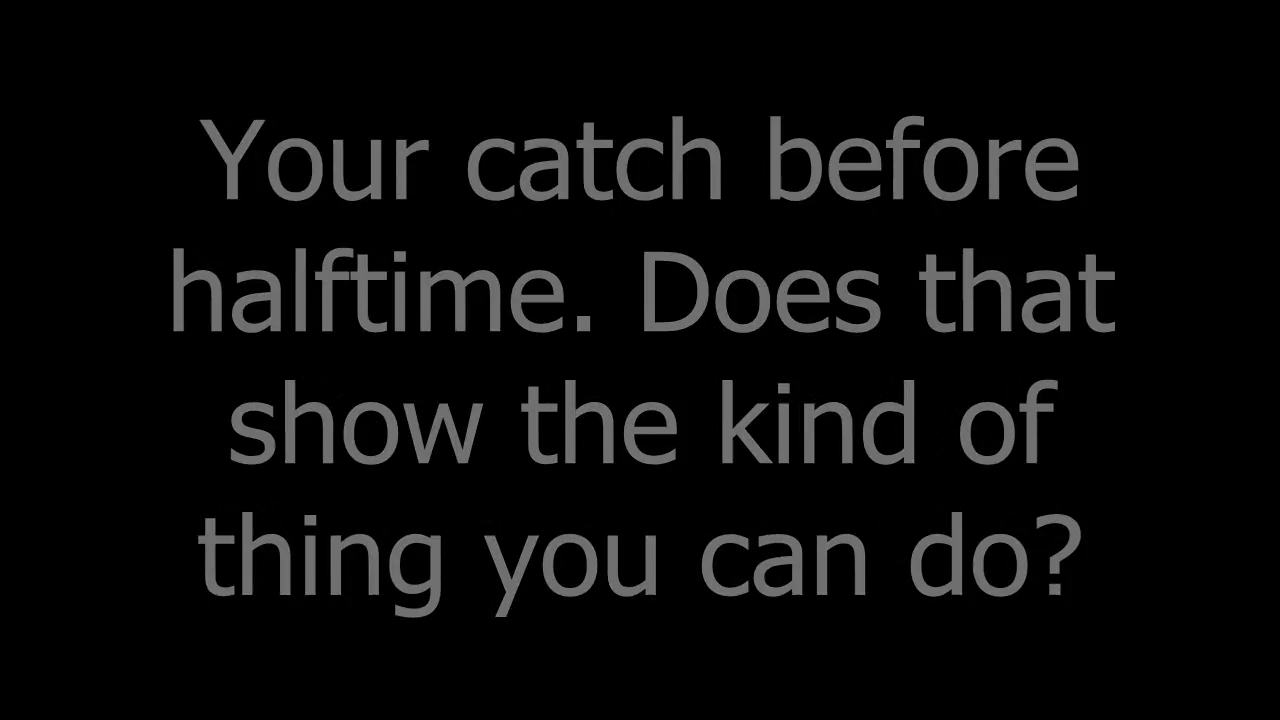 Your catch before
halftime. Does that
show the kind of
thing you can do?